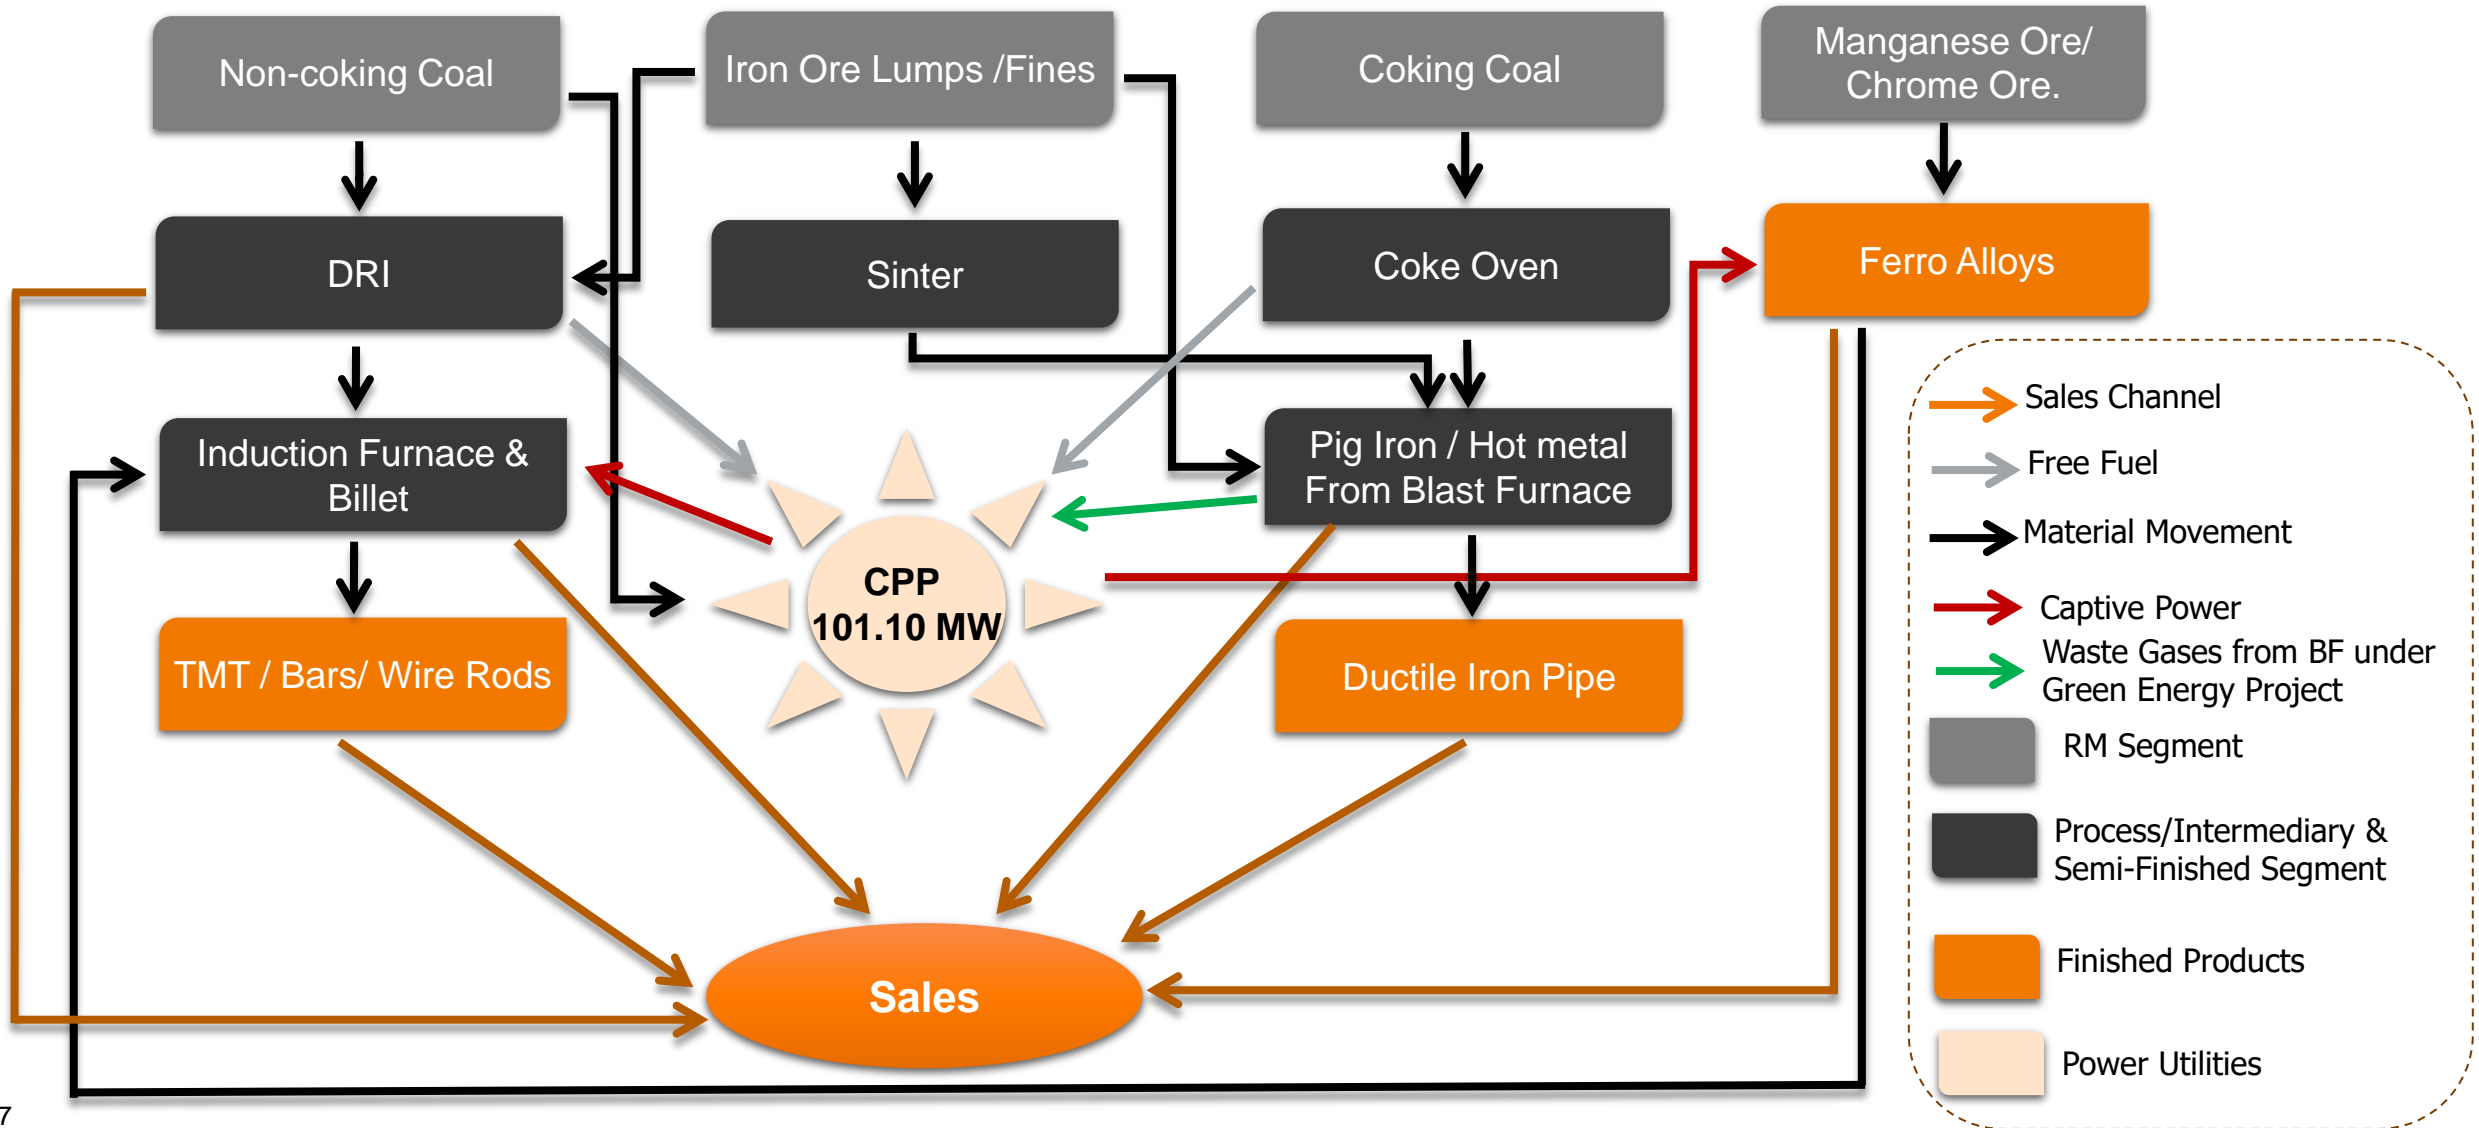 Non-coking Coal
Iron Ore Lumps /Fines
Coking Coal
Manganese Ore/
Chrome Ore.
DRI
Sinter
Coke Oven
Ferro Alloys
Induction Furnace &
Billet
Pig Iron / Hot metal
From Blast Furnace
CPP
101.10 MW
TMT / Bars/ Wire Rods
Ductile Iron Pipe
Sales
Sales Channel
Free Fuel
Material Movement
Captive Power
Waste Gases from BF under
Green Energy Project
RM Segment
Process/Intermediary &
Semi-Finished Segment
Finished Products
Power Utilities
7